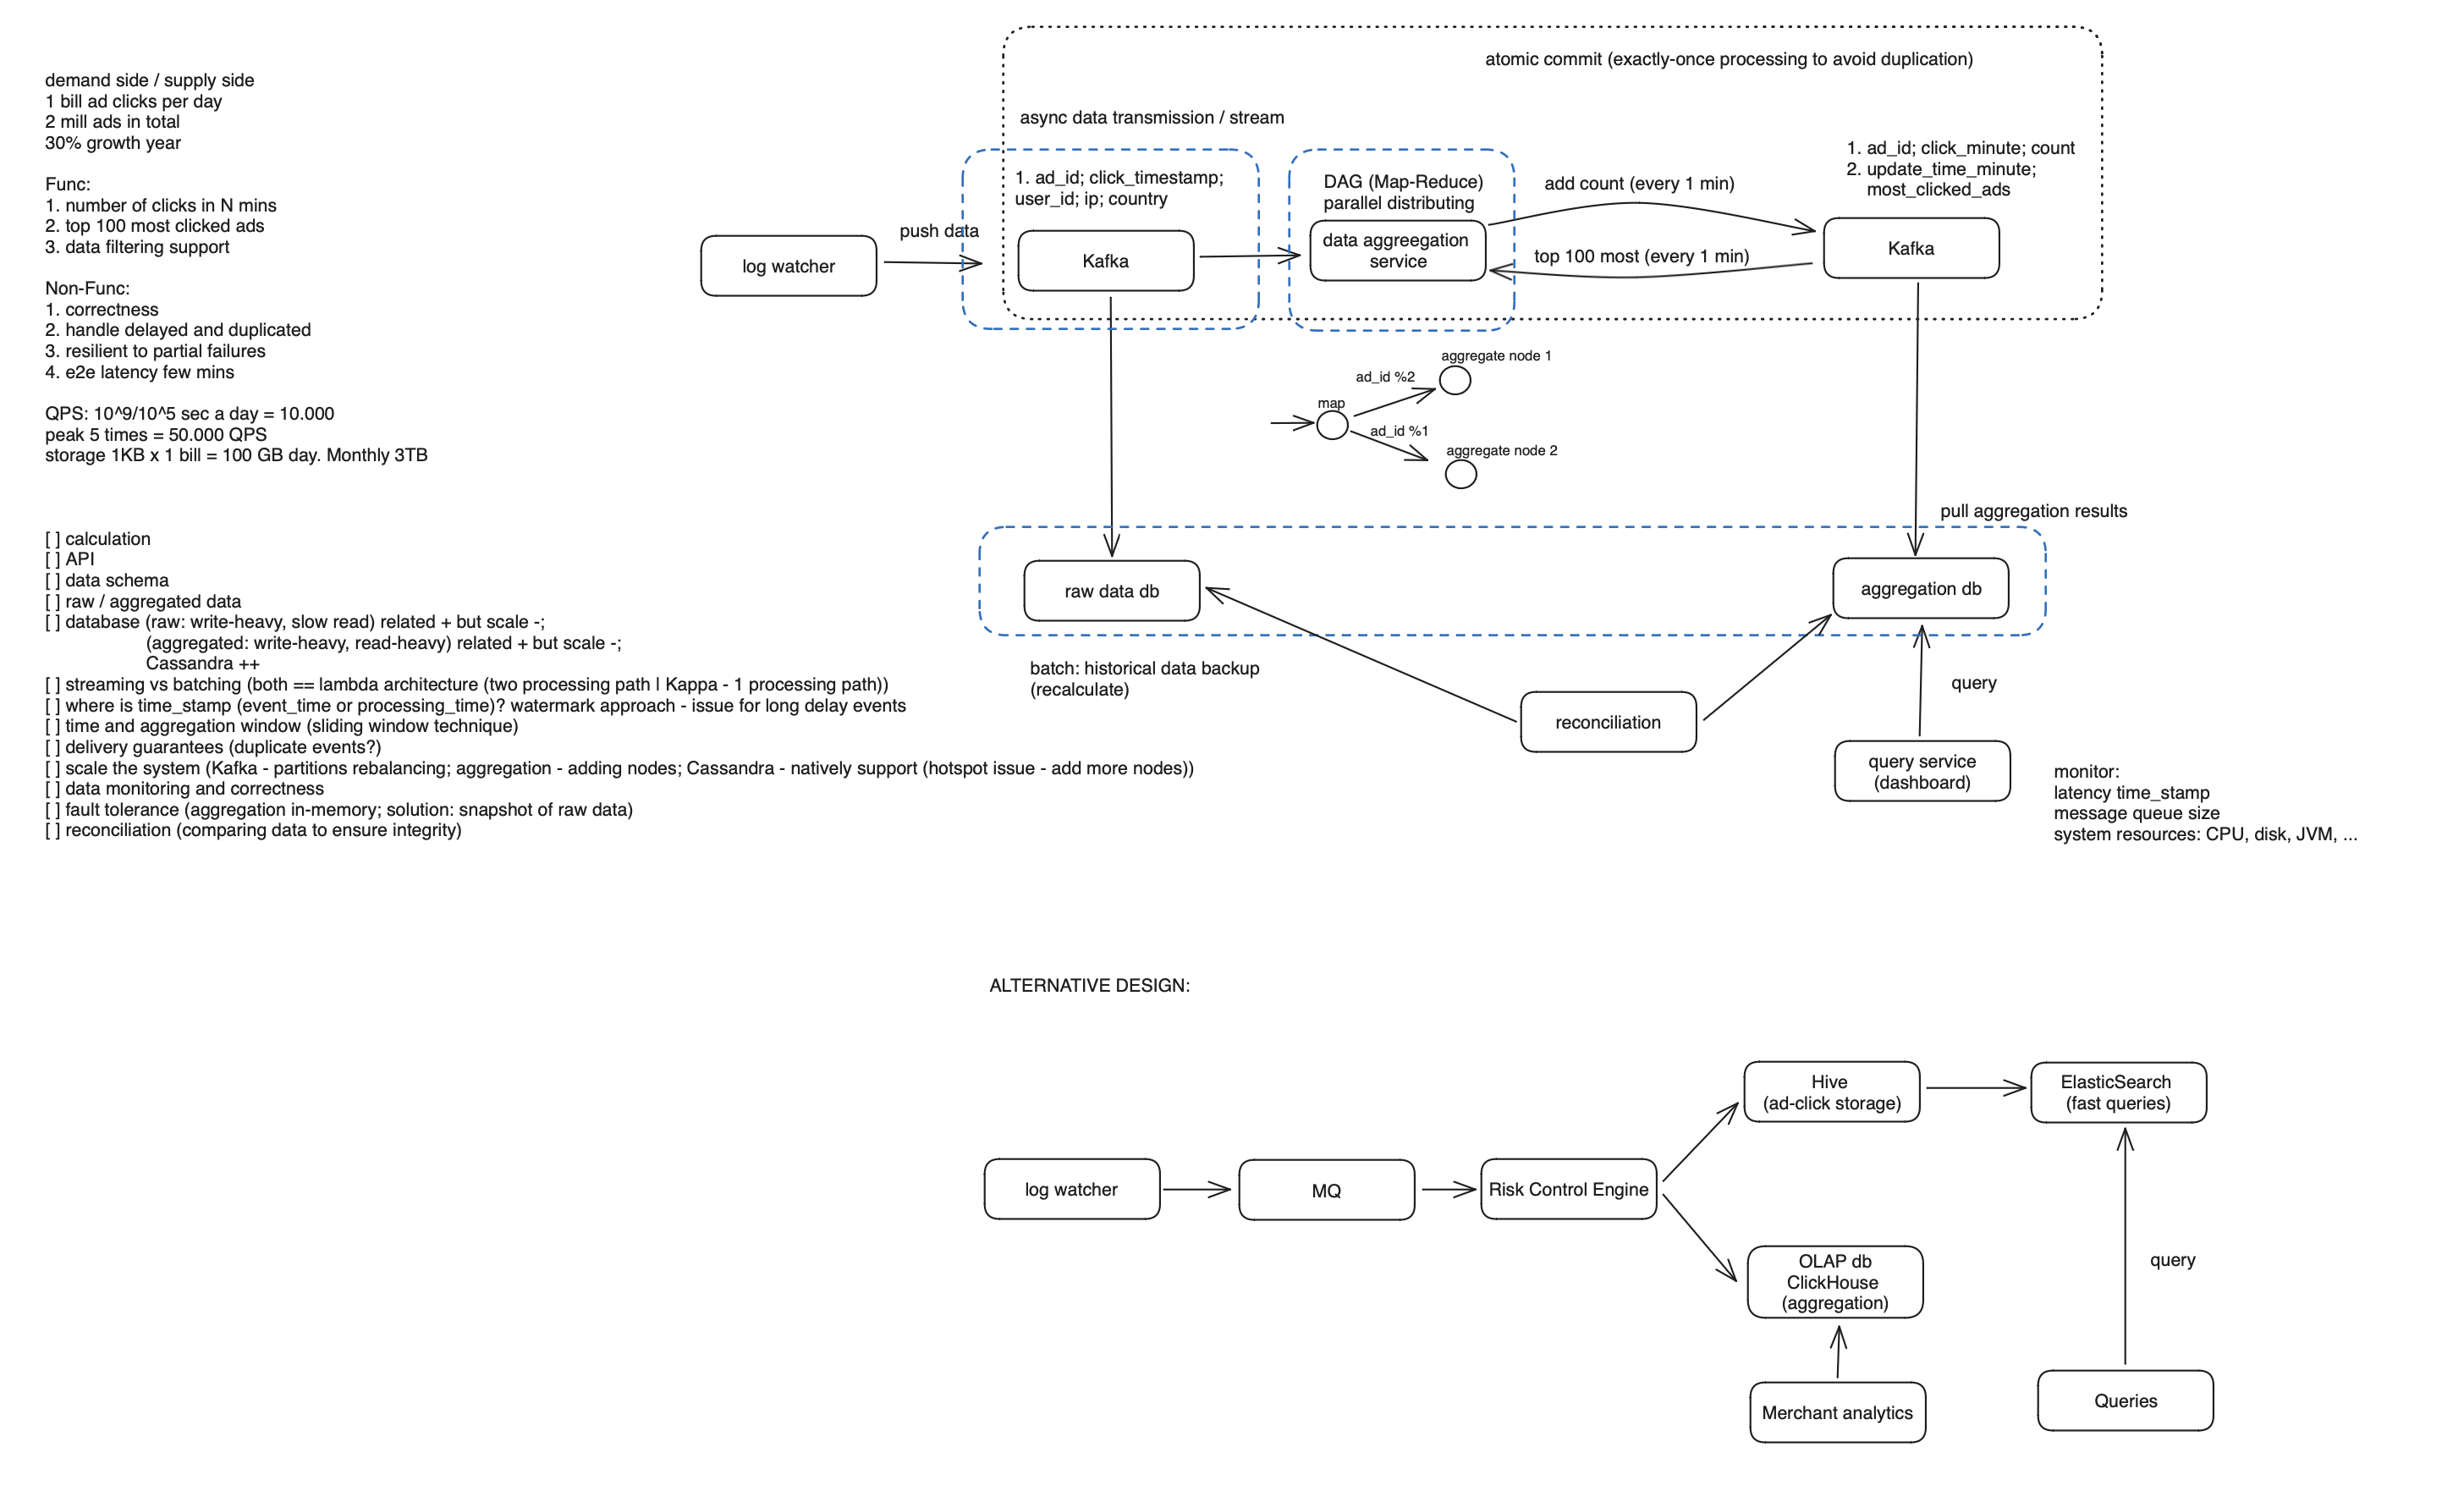 demand side / supply side
1 bill ad clicks per day
2 mill ads in total
30% growth year
Func:
1. number of clicks in N mins
2. top 100 most clicked ads
3. data filtering support
Non-Func:
1. correctness
2. handle delayed and duplicated
3. resilient to partial failures
4. e2e latency few mins
QPS: 10^9/10^5 sec a day = 10.000
peak 5 times = 50.000 QPS
storage 1KB x 1 bill = 100 GB day. Monthly 3TB
[ ] calculation
[ ] API
[ ] data schema
[ ] raw / aggregated data
[ ] database (raw: write-heavy, slow read) related + but scale -;
(aggregated: write-heavy, read-heavy) related + but scale -;
Cassandra ++
[ ] streaming vs batching (both == lambda architecture (two processing path | Kappa - 1 processing path))
[ ] where is time_stamp (event_time or processing_time)? watermark approach - issue for long delay events
[ ] time and aggregation window (sliding window technique)
[ ] delivery guarantees (duplicate events?)
[ ] scale the system (Kafka - partitions rebalancing; aggregation - adding nodes; Cassandra - natively support (hotspot issue - add more nodes))
[ ] data monitoring and correctness
[ ] fault tolerance (aggregation in-memory; solution: snapshot of raw data)
[ ] reconciliation (comparing data to ensure integrity)
atomic commit (exactly-once processing to avoid duplication)
async data transmission / stream
log watcher
push data
1. ad_id; click_timestamp;
user_id; ip; country
Kafka
DAG (Map-Reduce)
parallel distributing
data aggreegation
service
add count (every 1 min)
top 100 most (every 1 min)
1. ad_id; click_minute; count
2. update_time_minute;
most_clicked_ads
Kafka
map
ad_id %2
aggregate node 1
ad_id %1
aggregate node 2
pull aggregation results
raw data db
aggregation db
batch: historical data backup
(recalculate)
reconciliation
query
query service
(dashboard)
monitor:
latency time_stamp
message queue size
system resources: CPU, disk, JVM, ...
ALTERNATIVE DESIGN:
log watcher
MQ
Risk Control Engine
Hive
(ad-click storage)
ElasticSearch
(fast queries)
OLAP db
ClickHouse
(aggregation)
query
Merchant analytics
Queries